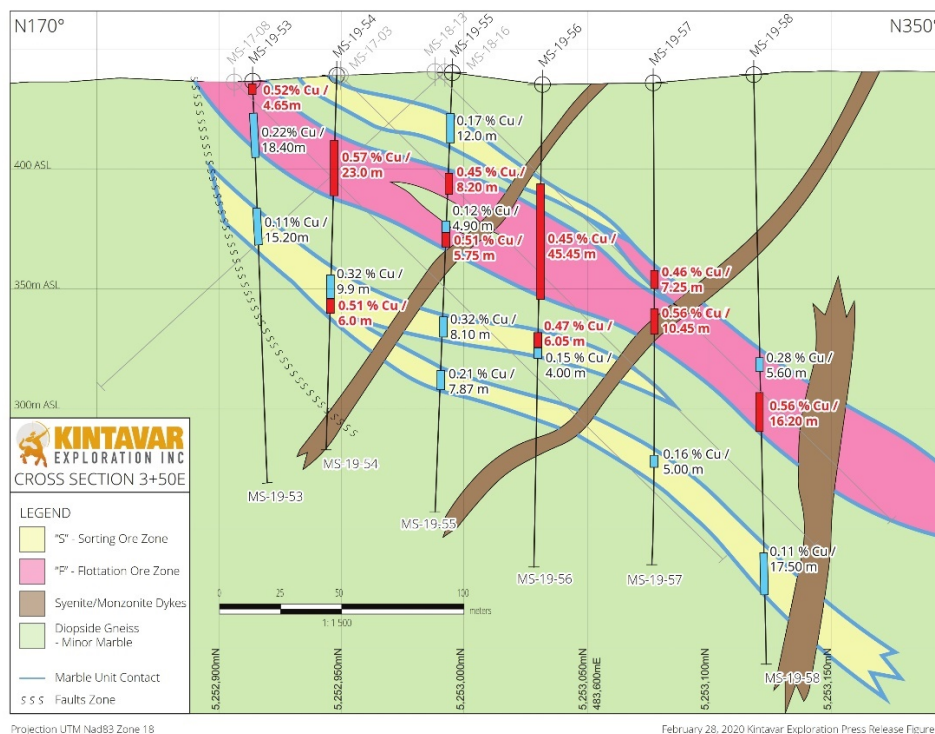 N170°
N350°
MS-17-08
MS-19-53
MS-19-54
MS-17-03
MS-18-13
MS-19-55
MS-18-16
MS-19-56
MS-19-57
MS-19-58
0.52% Cu /
4.65m
0.22% Cu /
18.40m
0.11% Cu /
15.20m
0.57 % Cu /
23.0 m
0.32 % Cu /
9.9 m
0.51 % Cu /
6.0 m
0.17 % Cu /
12.0 m
0.45 % Cu /
8.20 m
0.12 % Cu /
4.90 m
0.51 % Cu /
5.75 m
0.32 % Cu /
8.10 m
0.21 % Cu /
7.87 m
0.45 % Cu /
45.45 m
0.47 % Cu /
6.05 m
0.15 % Cu /
4.00 m
0.46 % Cu /
7.25 m
0.56 % Cu /
10.45 m
0.16 % Cu /
5.00 m
0.28 % Cu /
5.60 m
0.56 % Cu /
16.20 m
0.11 % Cu /
17.50 m
400 ASL
350m ASL
300m ASL
MS-19-53
MS-19-54
MS-19-55
MS-19-56
MS-19-57
MS-19-58
KINTAVAR
EXPLORATION INC
CROSS SECTION 3+50E
LEGEND
"S" - Sorting Ore Zone
"F" - Flottation Ore Zone
Syenite/Monzonite Dykes
Diopside Gneiss
- Minor Marble
Marble Unit Contact
Faults Zone
0
25
50
100
meters
1:1 500
5,252,900mN
5,252,950mN
5,253,000mN
5,253,050mN
483,600mE
5,253,100mN
5,253,150mN
Projection UTM Nad83 Zone 18
February 28, 2020 Kintavar Exploration Press Release Figure